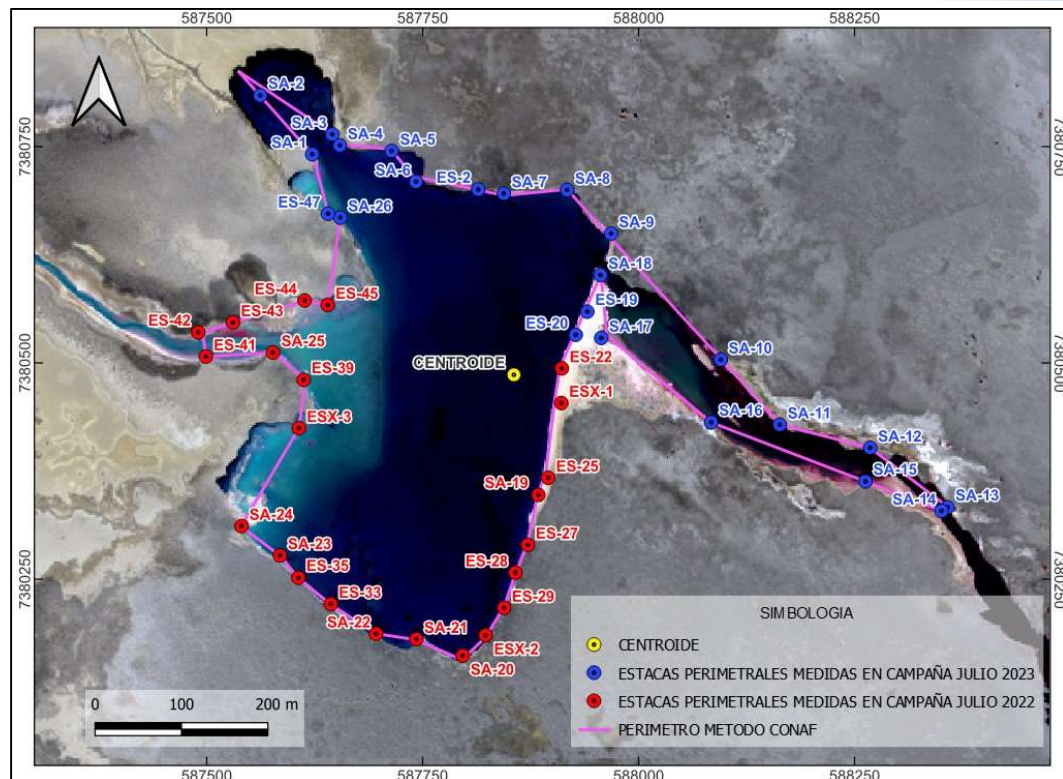 587500 587750 588000 588250
7380750 7380750
SA-2
SA-3
SA-4
SA-5
SA-1
SA-6
ES-2
SA-7
SA-8
ES-47
SA-26
SA-9
SA-18
ES-44
ES-45
ES-19
ES-43
ES-42
ES-20
SA-17
SA-25
ES-41
7380500 7380500
CENTROIDE
ES-22
SA-10
ES-39
ESX-1
ESX-3
SA-16
SA-11
SA-12
ES-25
SA-15
SA-19
SA-14
SA-13
SA-24
ES-27
SA-23
ES-28
ES-35
7380250 7380250
ES-33
ES-29
SA-22
SA-21
ESX-2
SA-20
SIMBOLOGIA
CENTROIDE
ESTACAS PERIMETRALES MEDIDAS EN CAMPAÑA JULIO 2023
ESTACAS PERIMETRALES MEDIDAS EN CAMPAÑA JULIO 2022
PERIMETRO METODO CONAF
0 100 200 m
587500 587750 588000 588250